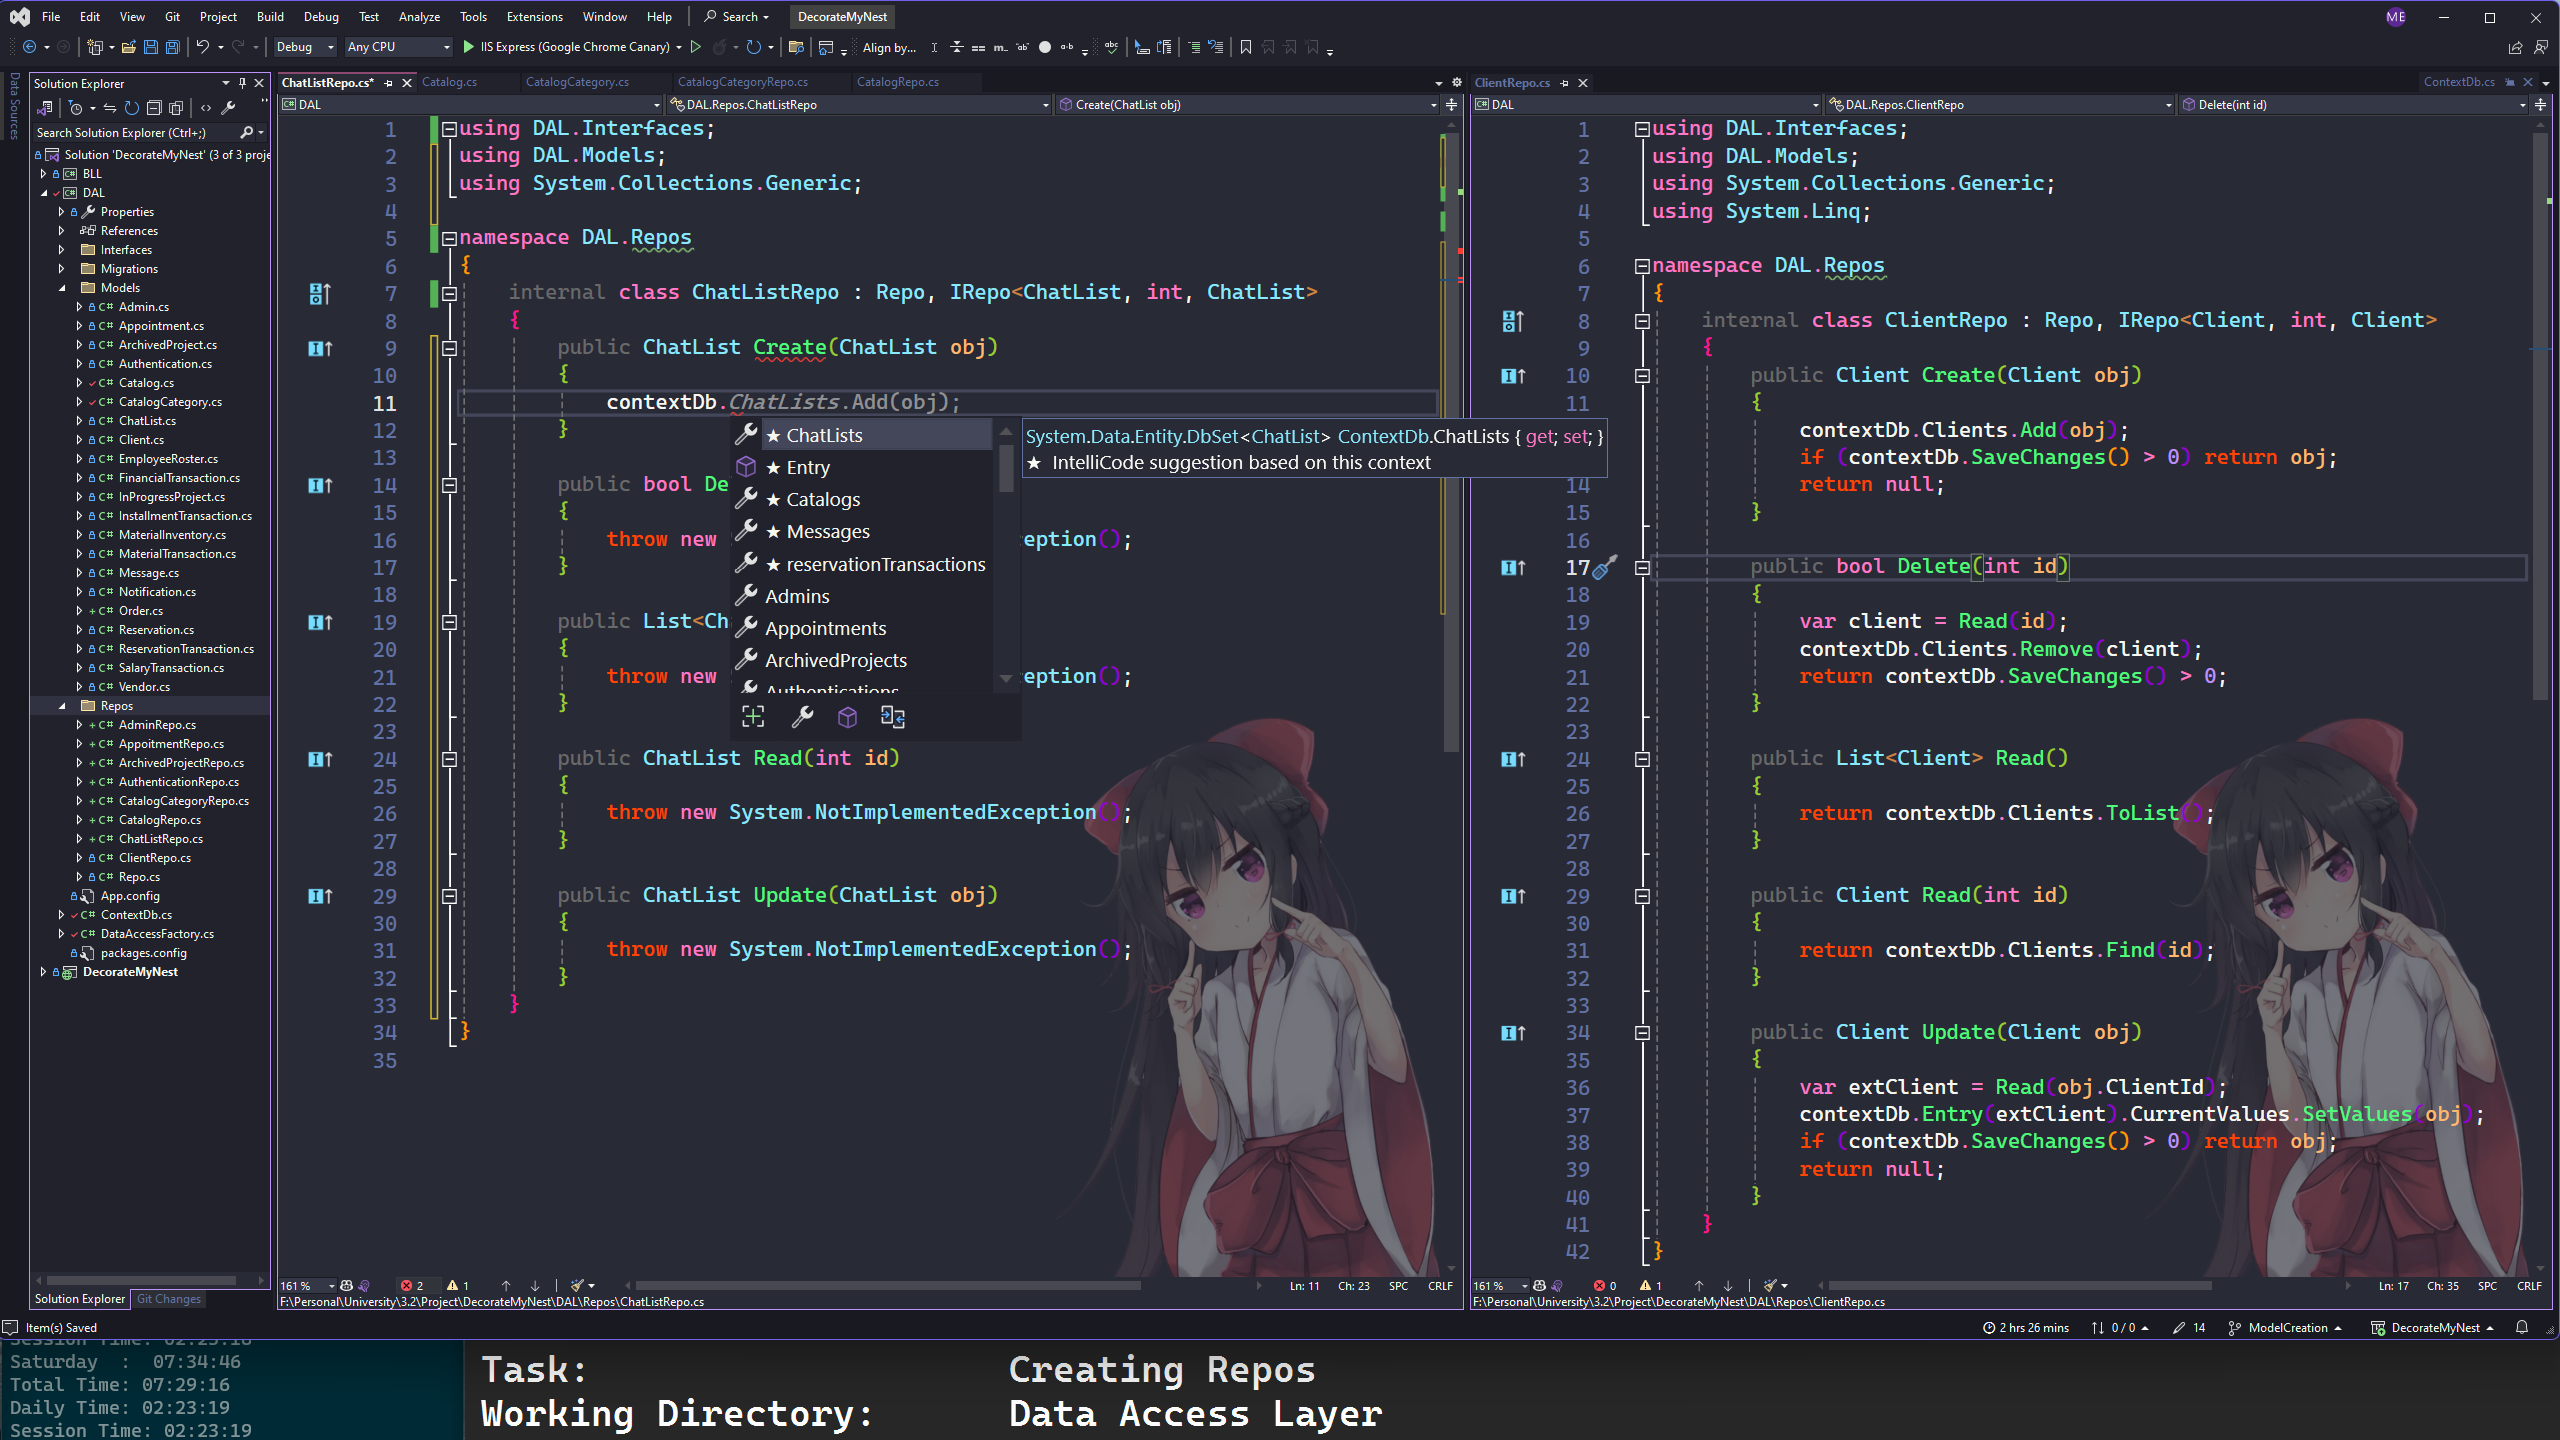 File Edit View Git Project Build Debug Test Analyze Tools Extensions Window Help Search DecorateMyNest ME
Debug Any CPU IIS Express (Google Chrome Canary) Align by...
Data Sources
Solution Explorer
Search Solution Explorer (Ctrl+;)
Solution 'DecorateMyNest' (3 of 3 proje
BLL
DAL
Properties
References
Interfaces
Migrations
Models
C# Admin.cs
C# Appointment.cs
C# ArchivedProject.cs
C# Authentication.cs
C# Catalog.cs
C# CatalogCategory.cs
C# ChatList.cs
C# Client.cs
C# EmployeeRoster.cs
C# FinancialTransaction.cs
C# InProgressProject.cs
C# InstallmentTransaction.cs
C# MaterialInventory.cs
C# MaterialTransaction.cs
C# Message.cs
C# Notification.cs
C# Order.cs
C# Reservation.cs
C# ReservationTransaction.cs
C# SalaryTransaction.cs
C# Vendor.cs
Repos
C# AdminRepo.cs
C# AppoitmentRepo.cs
C# ArchivedProjectRepo.cs
C# AuthenticationRepo.cs
C# CatalogCategoryRepo.cs
C# CatalogRepo.cs
C# ChatListRepo.cs
C# ClientRepo.cs
C# Repo.cs
App.config
C# ContextDb.cs
C# DataAccessFactory.cs
packages.config
DecorateMyNest
Solution Explorer Git Changes
ChatListRepo.cs* Catalog.cs CatalogCategory.cs CatalogCategoryRepo.cs CatalogRepo.cs
DAL DAL.Repos.ChatListRepo Create(ChatList obj)
1 using DAL.Interfaces;
2 using DAL.Models;
3 using System.Collections.Generic;
4
5 namespace DAL.Repos
6 {
7 internal class ChatListRepo : Repo, IRepo<ChatList, int, ChatList>
8 {
9 public ChatList Create(ChatList obj)
10 {
11 contextDb.ChatLists.Add(obj);
12 }
13
14 public bool De
15 {
16 throw new eption();
17 }
18
19 public List<Ch
20 {
21 throw new eption();
22 }
23
24 public ChatList Read(int id)
25 {
26 throw new System.NotImplementedException();
27 }
28
29 public ChatList Update(ChatList obj)
30 {
31 throw new System.NotImplementedException();
32 }
33 }
34 }
35
★ ChatLists
★ Entry
★ Catalogs
★ Messages
★ reservationTransactions
Admins
Appointments
ArchivedProjects
Authentications
System.Data.Entity.DbSet<ChatList> ContextDb.ChatLists { get; set; }
★ IntelliCode suggestion based on this context
161 % 2 1 Ln: 11 Ch: 23 SPC CRLF
F:\Personal\University\3.2\Project\DecorateMyNest\DAL\Repos\ChatListRepo.cs
ClientRepo.cs ContextDb.cs
DAL DAL.Repos.ClientRepo Delete(int id)
1 using DAL.Interfaces;
2 using DAL.Models;
3 using System.Collections.Generic;
4 using System.Linq;
5
6 namespace DAL.Repos
7 {
8 internal class ClientRepo : Repo, IRepo<Client, int, Client>
9 {
10 public Client Create(Client obj)
11 {
contextDb.Clients.Add(obj);
if (contextDb.SaveChanges() > 0) return obj;
14 return null;
15 }
16
17 public bool Delete(int id)
18 {
19 var client = Read(id);
20 contextDb.Clients.Remove(client);
21 return contextDb.SaveChanges() > 0;
22 }
23
24 public List<Client> Read()
25 {
26 return contextDb.Clients.ToList();
27 }
28
29 public Client Read(int id)
30 {
31 return contextDb.Clients.Find(id);
32 }
33
34 public Client Update(Client obj)
35 {
36 var extClient = Read(obj.ClientId);
37 contextDb.Entry(extClient).CurrentValues.SetValues(obj);
38 if (contextDb.SaveChanges() > 0) return obj;
39 return null;
40 }
41 }
42 }
161 % 0 1 Ln: 17 Ch: 35 SPC CRLF
F:\Personal\University\3.2\Project\DecorateMyNest\DAL\Repos\ClientRepo.cs
Item(s) Saved 2 hrs 26 mins 0 / 0 14 ModelCreation DecorateMyNest
Session Time: 02:23:18
Saturday : 07:34:46
Total Time: 07:29:16
Daily Time: 02:23:19
Session Time: 02:23:19
Task: Creating Repos
Working Directory: Data Access Layer